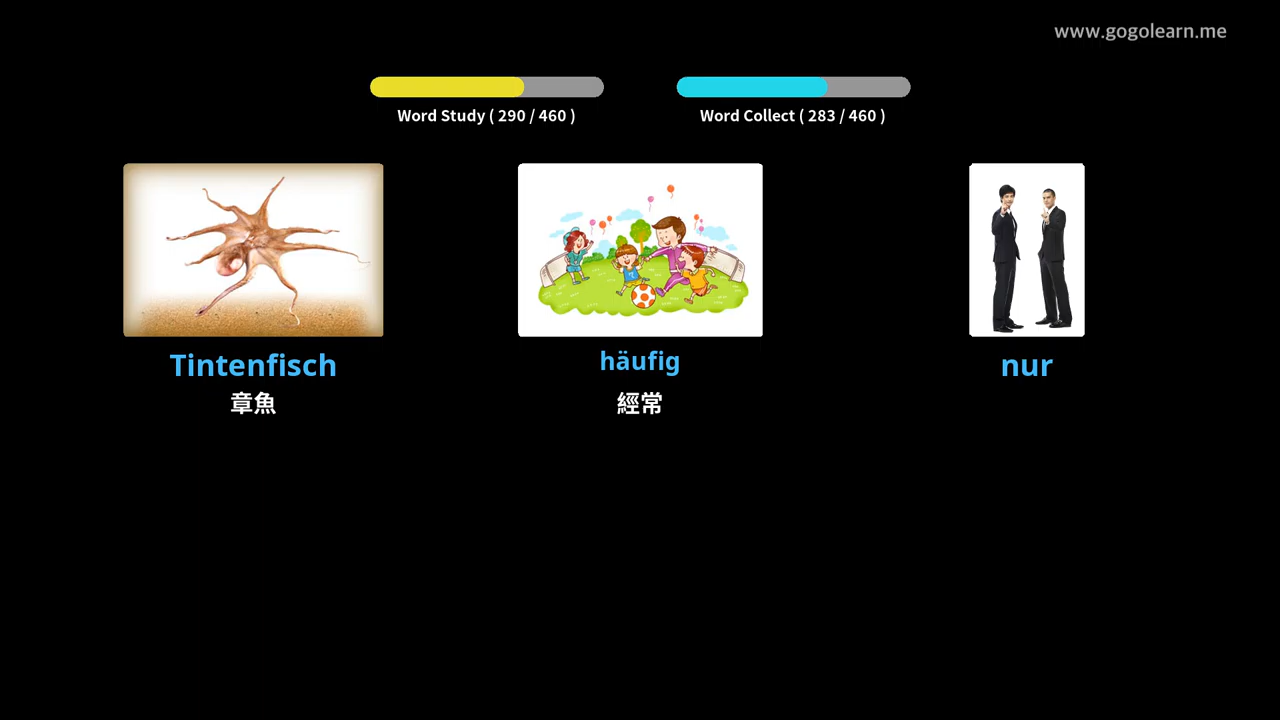 www.gogolearn.me
Word Study ( 290 / 460 )
Word Collect ( 283 / 460 )
Tintenfisch
章魚
häufig
經常
nur